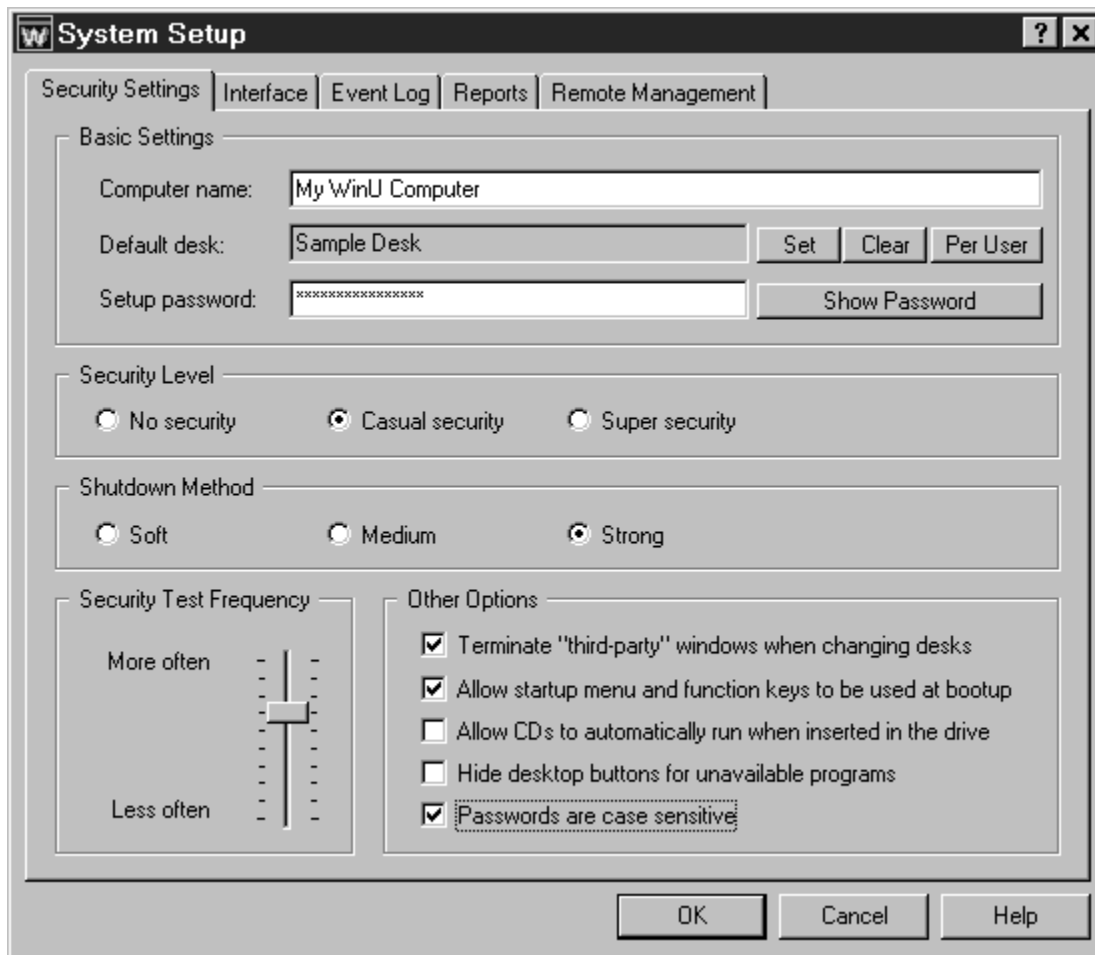 W System Setup ? X
Security Settings Interface Event Log Reports Remote Management
Basic Settings
Computer name: My WinU Computer
Default desk: Sample Desk Set Clear Per User
Setup password: **************** Show Password
Security Level
No security Casual security Super security
Shutdown Method
Soft Medium Strong
Security Test Frequency
More often
Less often
Other Options
Terminate "third-party" windows when changing desks
Allow startup menu and function keys to be used at bootup
Allow CDs to automatically run when inserted in the drive
Hide desktop buttons for unavailable programs
Passwords are case sensitive
OK Cancel Help